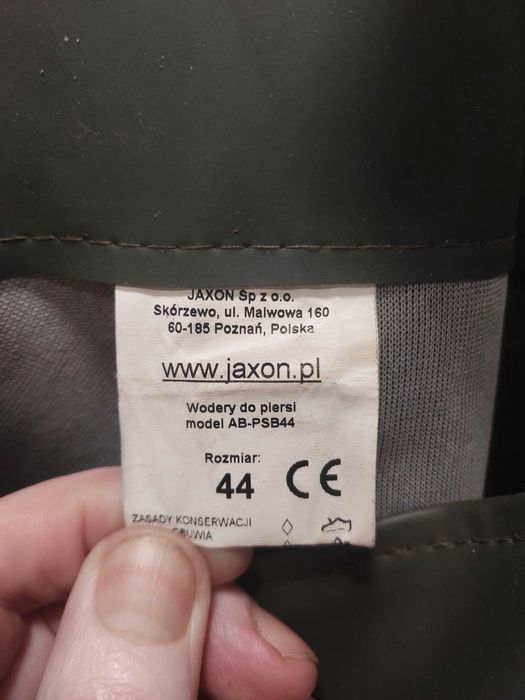 JAXON Sp z o.o.
Skórzewo, ul. Malwowa 160
60-185 Poznań, Polska
www.jaxon.pl
Wodery do piersi
model AB-PSB44
Rozmiar:
44 CE
ZASADY KONSERWACJI
OBUWIA